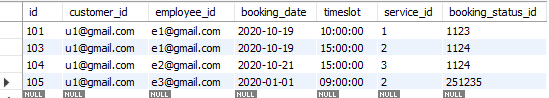 id customer_id employee_id booking_date timeslot service_id booking_status_id
101 u1@gmail.com e1@gmail.com 2020-10-19 10:00:00 1 1123
103 u1@gmail.com e1@gmail.com 2020-10-19 15:00:00 2 1124
104 u1@gmail.com e2@gmail.com 2020-10-21 15:00:00 3 1124
105 u1@gmail.com e3@gmail.com 2020-01-01 09:00:00 2 251235
NULL NULL NULL NULL NULL NULL NULL